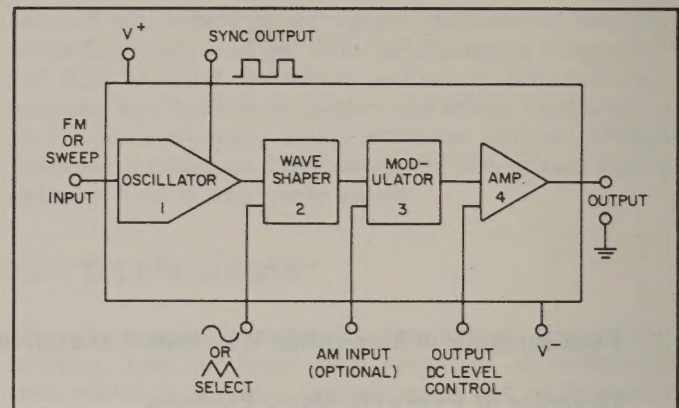 V+
SYNC OUTPUT
FM
OR
SWEEP
INPUT
OSCILLATOR
1
WAVE
SHAPER
2
MOD-
ULATOR
3
AMP.
4
OUTPUT
OR
SELECT
AM INPUT
(OPTIONAL)
OUTPUT
DC LEVEL
CONTROL
V-